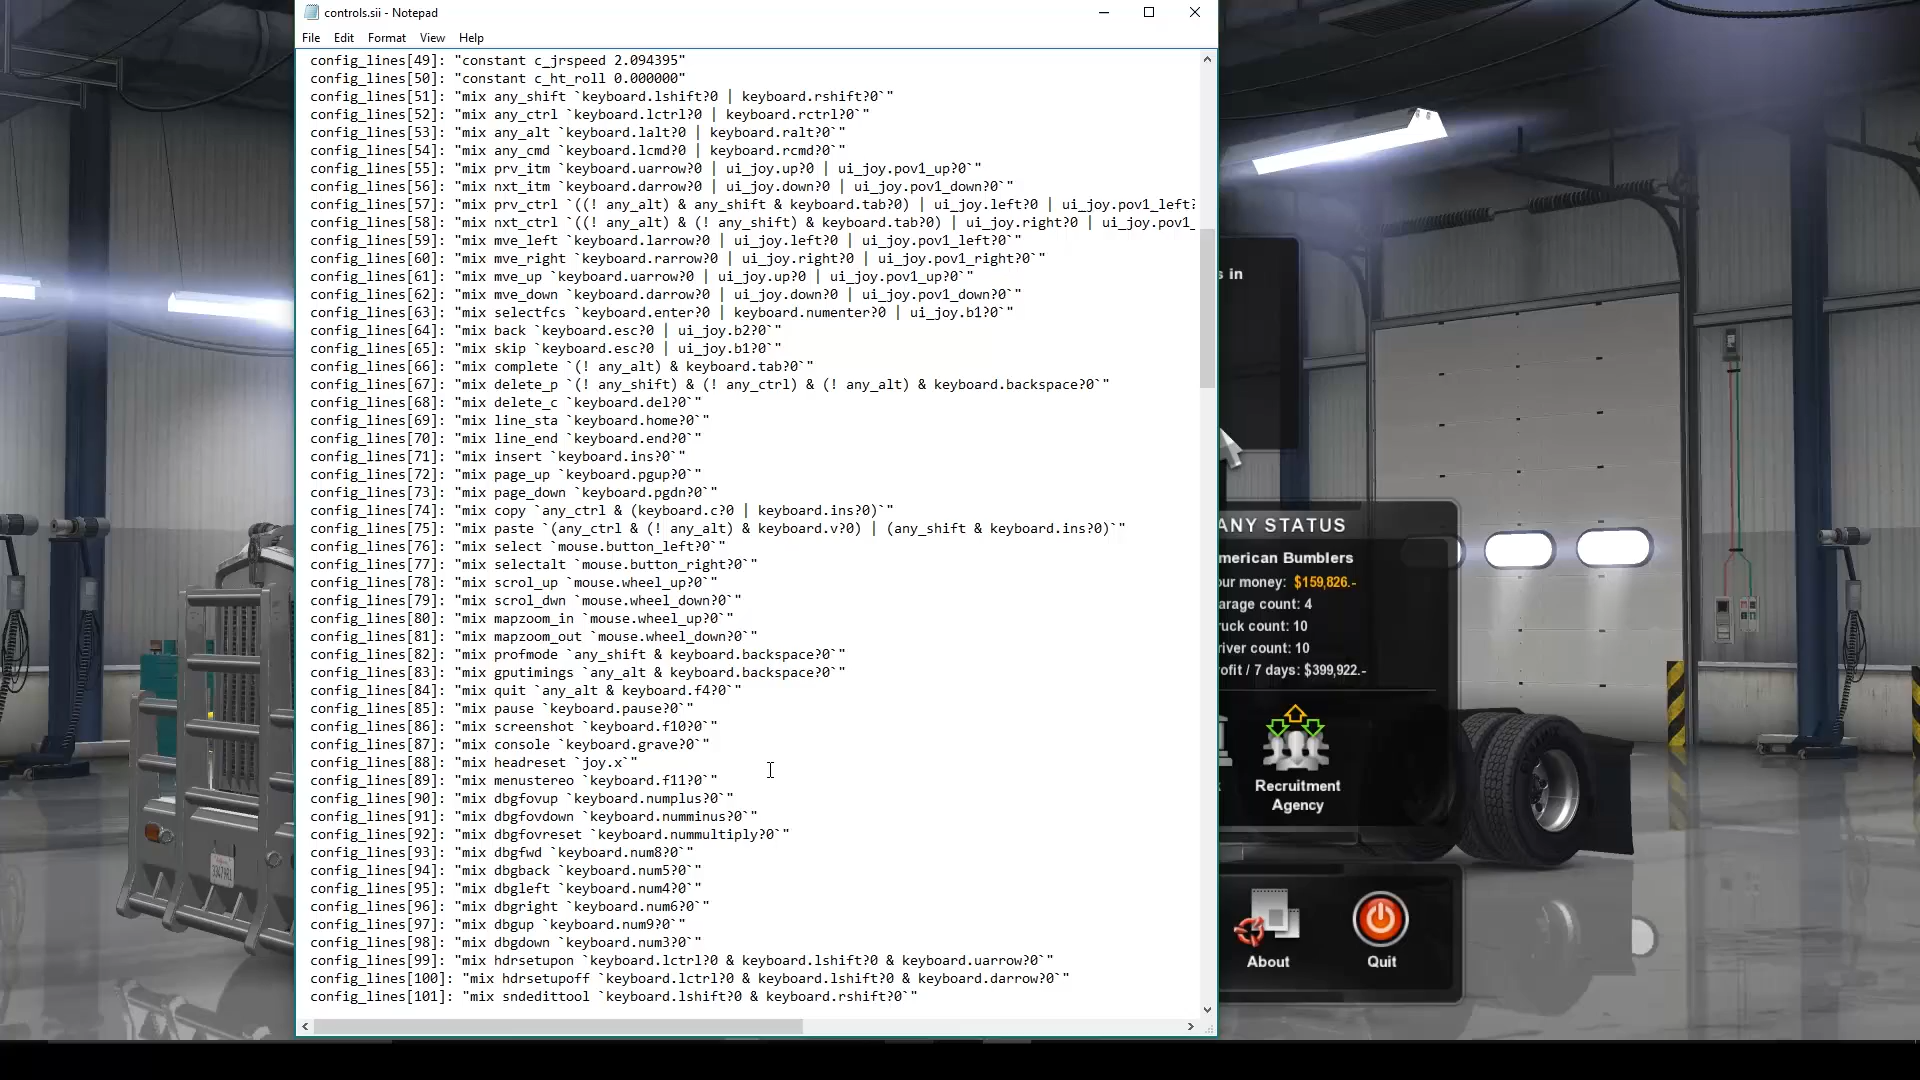 controls.sii - Notepad
File Edit Format View Help
config_lines[49]: "constant c_jrspeed 2.094395"
config_lines[50]: "constant c_ht_roll 0.000000"
config_lines[51]: "mix any_shift `keyboard.lshift?0 | keyboard.rshift?0`"
config_lines[52]: "mix any_ctrl `keyboard.lctrl?0 | keyboard.rctrl?0`"
config_lines[53]: "mix any_alt `keyboard.lalt?0 | keyboard.ralt?0`"
config_lines[54]: "mix any_cmd `keyboard.lcmd?0 | keyboard.rcmd?0`"
config_lines[55]: "mix prv_itm `keyboard.uarrow?0 | ui_joy.up?0 | ui_joy.pov1_up?0`"
config_lines[56]: "mix nxt_itm `keyboard.darrow?0 | ui_joy.down?0 | ui_joy.pov1_down?0`"
config_lines[57]: "mix prv_ctrl `((! any_alt) & any_shift & keyboard.tab?0) | ui_joy.left?0 | ui_joy.pov1_left?
config_lines[58]: "mix nxt_ctrl `((! any_alt) & (! any_shift) & keyboard.tab?0) | ui_joy.right?0 | ui_joy.pov1_
config_lines[59]: "mix mve_left `keyboard.larrow?0 | ui_joy.left?0 | ui_joy.pov1_left?0`"
config_lines[60]: "mix mve_right `keyboard.rarrow?0 | ui_joy.right?0 | ui_joy.pov1_right?0`"
config_lines[61]: "mix mve_up `keyboard.uarrow?0 | ui_joy.up?0 | ui_joy.pov1_up?0`"
config_lines[62]: "mix mve_down `keyboard.darrow?0 | ui_joy.down?0 | ui_joy.pov1_down?0`"
config_lines[63]: "mix selectfcs `keyboard.enter?0 | keyboard.numenter?0 | ui_joy.b1?0`"
config_lines[64]: "mix back `keyboard.esc?0 | ui_joy.b2?0`"
config_lines[65]: "mix skip `keyboard.esc?0 | ui_joy.b1?0`"
config_lines[66]: "mix complete `(! any_alt) & keyboard.tab?0`"
config_lines[67]: "mix delete_p `(! any_shift) & (! any_ctrl) & (! any_alt) & keyboard.backspace?0`"
config_lines[68]: "mix delete_c `keyboard.del?0`"
config_lines[69]: "mix line_sta `keyboard.home?0`"
config_lines[70]: "mix line_end `keyboard.end?0`"
config_lines[71]: "mix insert `keyboard.ins?0`"
config_lines[72]: "mix page_up `keyboard.pgup?0`"
config_lines[73]: "mix page_down `keyboard.pgdn?0`"
config_lines[74]: "mix copy `any_ctrl & (keyboard.c?0 | keyboard.ins?0)`"
config_lines[75]: "mix paste `(any_ctrl & (! any_alt) & keyboard.v?0) | (any_shift & keyboard.ins?0)`"
config_lines[76]: "mix select `mouse.button_left?0`"
config_lines[77]: "mix selectalt `mouse.button_right?0`"
config_lines[78]: "mix scrol_up `mouse.wheel_up?0`"
config_lines[79]: "mix scrol_dwn `mouse.wheel_down?0`"
config_lines[80]: "mix mapzoom_in `mouse.wheel_up?0`"
config_lines[81]: "mix mapzoom_out `mouse.wheel_down?0`"
config_lines[82]: "mix profmode `any_shift & keyboard.backspace?0`"
config_lines[83]: "mix gputimings `any_alt & keyboard.backspace?0`"
config_lines[84]: "mix quit `any_alt & keyboard.f4?0`"
config_lines[85]: "mix pause `keyboard.pause?0`"
config_lines[86]: "mix screenshot `keyboard.f10?0`"
config_lines[87]: "mix console `keyboard.grave?0`"
config_lines[88]: "mix headreset `joy.x`"
config_lines[89]: "mix menustereo `keyboard.f11?0`"
config_lines[90]: "mix dbgfovup `keyboard.numplus?0`"
config_lines[91]: "mix dbgfovdown `keyboard.numminus?0`"
config_lines[92]: "mix dbgfovreset `keyboard.nummultiply?0`"
config_lines[93]: "mix dbgfwd `keyboard.num8?0`"
config_lines[94]: "mix dbgback `keyboard.num5?0`"
config_lines[95]: "mix dbgleft `keyboard.num4?0`"
config_lines[96]: "mix dbgright `keyboard.num6?0`"
config_lines[97]: "mix dbgup `keyboard.num9?0`"
config_lines[98]: "mix dbgdown `keyboard.num3?0`"
config_lines[99]: "mix hdrsetupon `keyboard.lctrl?0 & keyboard.lshift?0 & keyboard.uarrow?0`"
config_lines[100]: "mix hdrsetupoff `keyboard.lctrl?0 & keyboard.lshift?0 & keyboard.darrow?0`"
config_lines[101]: "mix sndedittool `keyboard.lshift?0 & keyboard.rshift?0`"
s in
ANY STATUS
merican Bumblers
our money: $159,826.-
arage count: 4
ruck count: 10
river count: 10
rofit / 7 days: $399,922.-
k
Recruitment
Agency
About
Quit